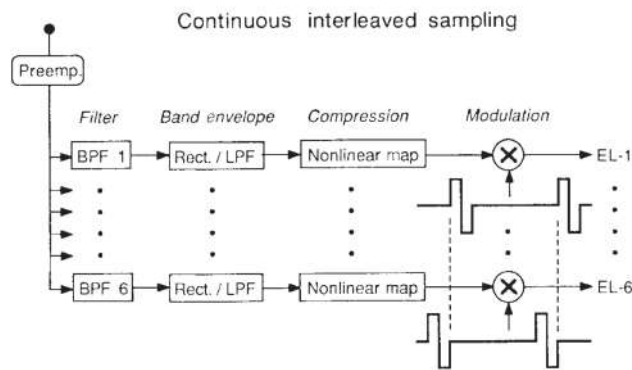 Continuous interleaved sampling
Preemp.
Filter Band envelope Compression Modulation
BPF 1 Rect. / LPF Nonlinear map EL-1
BPF 6 Rect. / LPF Nonlinear map EL-6